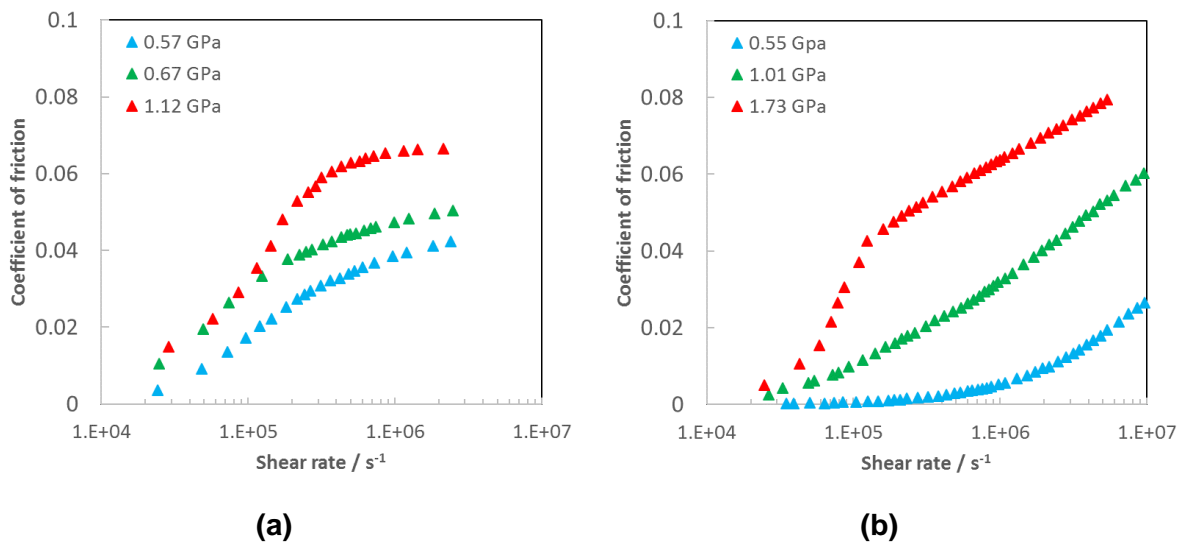 0.1
0.08
0.06
0.04
0.02
0
Coefficient of friction
0.57 GPa
0.67 GPa
1.12 GPa
1.E+04 1.E+05 1.E+06 1.E+07
Shear rate / s⁻¹
(a)
0.1
0.08
0.06
0.04
0.02
0
Coefficient of friction
0.55 Gpa
1.01 GPa
1.73 GPa
1.E+04 1.E+05 1.E+06 1.E+07
Shear rate / s⁻¹
(b)